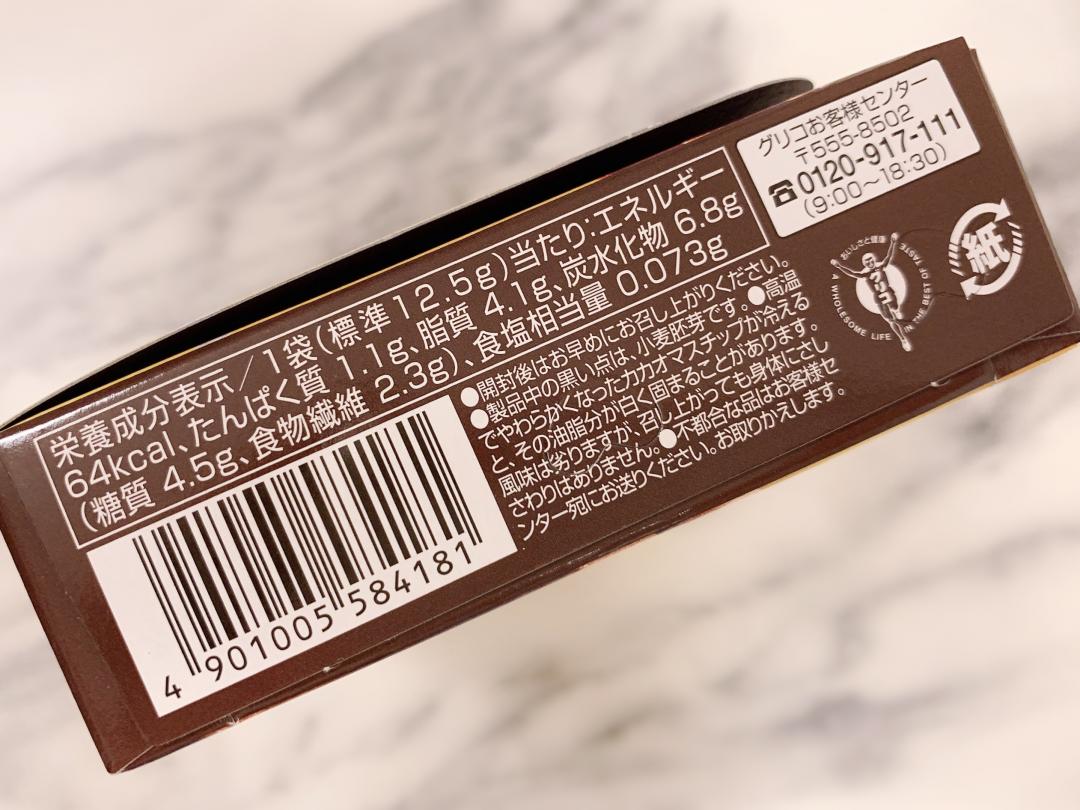 栄養成分表示／1袋(標準12.5g)当たり:エネルギー
64kcal、たんぱく質 1.1g、脂質 4.1g、炭水化物 6.8g
(糖質 4.5g、食物繊維 2.3g)、食塩相当量 0.073g
グリコお客様センター
〒555-8502
☎0120-917-111
(9:00～18:30)
●開封後はお早めにお召し上がりください。
●製品中の黒い点は、小麦胚芽です。●高温
でやわらかくなったカカオマスチップが冷える
と、その油脂分が白く固まることがあります。
風味は劣りますが、召し上がっても身体にさし
さわりはありません。●不都合な品はお客様セ
ンター宛にお送りください。お取りかえします。
おいしさと健康
グリコ
A WHOLESOME LIFE IN THE BEST OF TASTE
紙
4 901005 584181